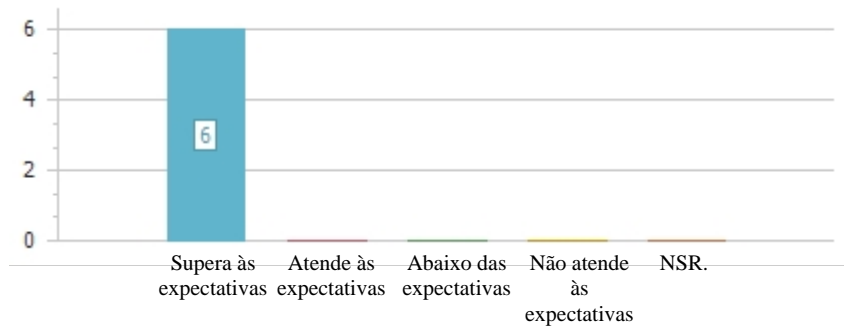 6
4
2
0
6
Supera às expectativas
Atende às expectativas
Abaixo das expectativas
Não atende às expectativas
NSR.